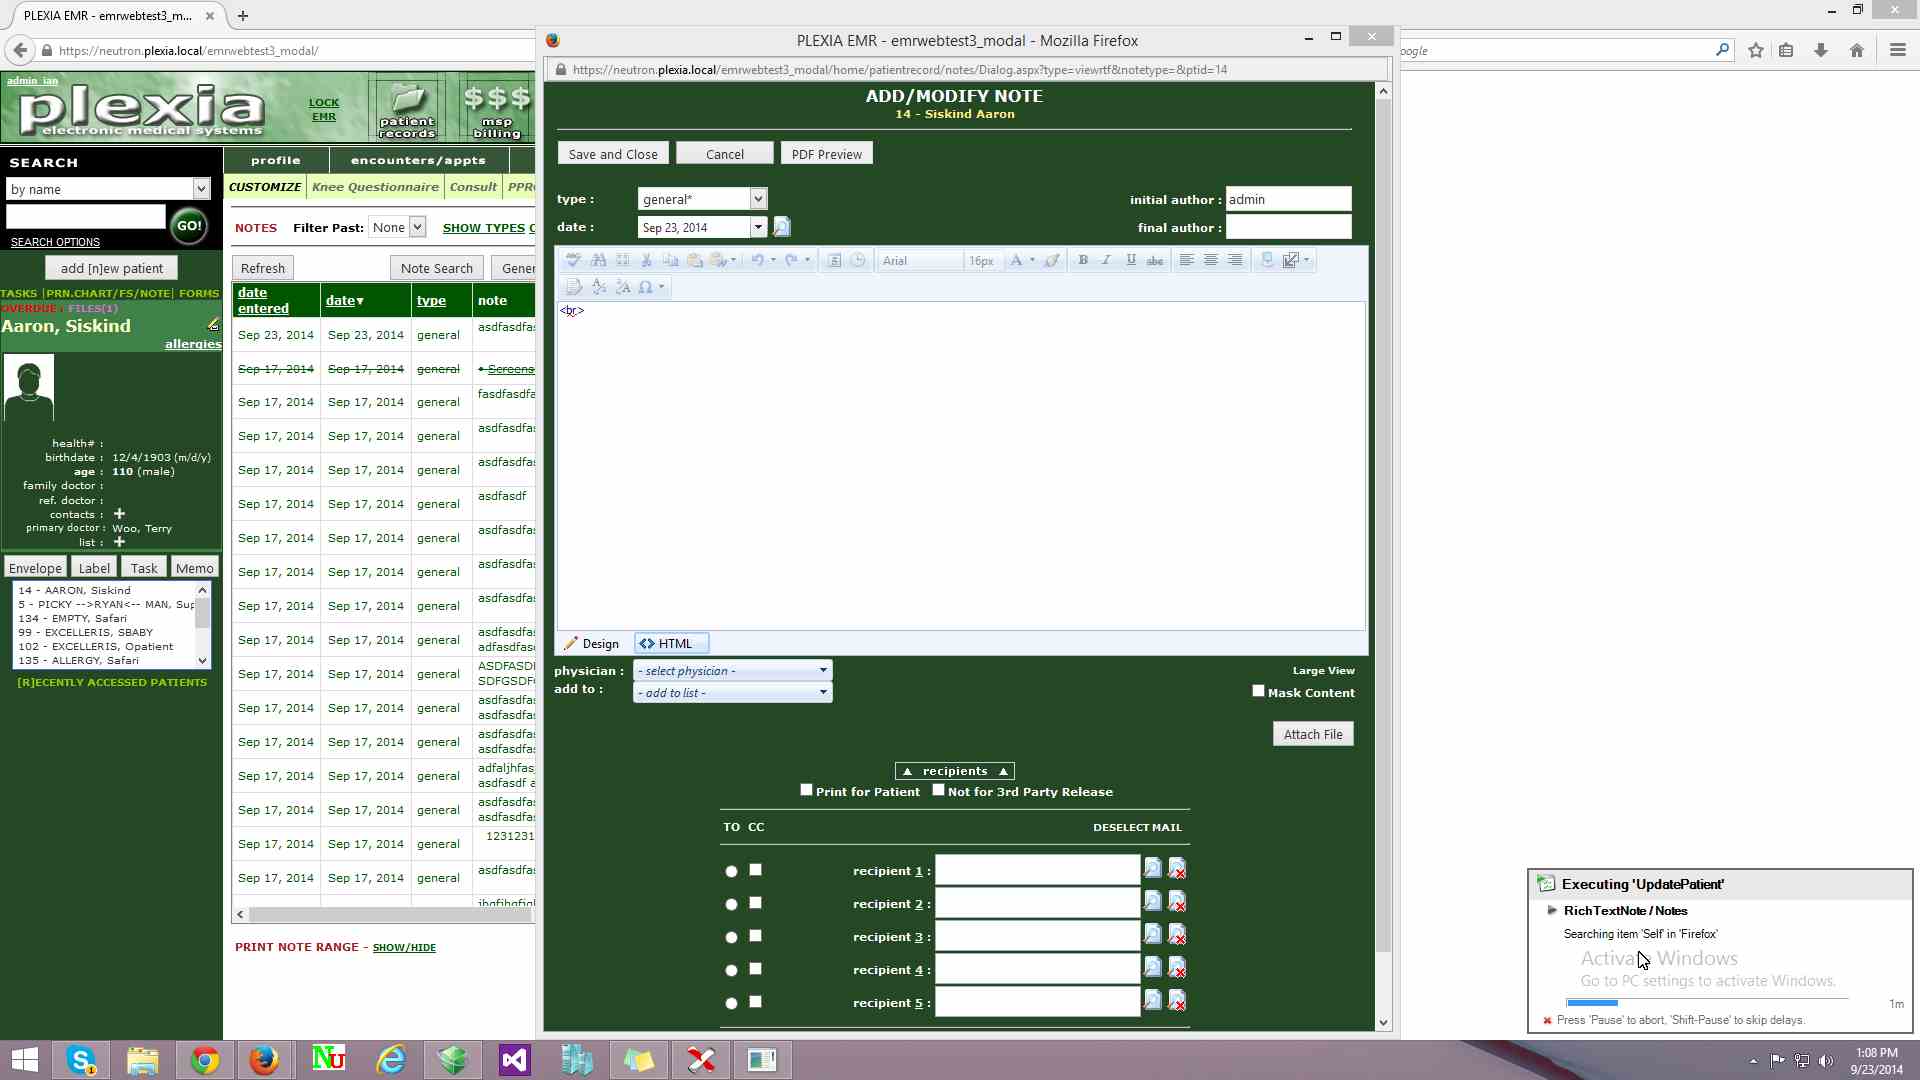 PLEXIA EMR - emrwebtest3_m...
https://neutron.plexia.local/emrwebtest3_modal/
admin ian
plexia
electronic medical systems
LOCK
EMR
patient
records
$$$
msp
billing
SEARCH
by name
GO!
SEARCH OPTIONS
add [n]ew patient
TASKS |PRN.CHART/FS/NOTE| FORMS
OVERDUE: FILES(1)
Aaron, Siskind
allergies
health# :
birthdate : 12/4/1903 (m/d/y)
age : 110 (male)
family doctor :
ref. doctor :
contacts :
primary doctor : Woo, Terry
list :
Envelope Label Task Memo
14 - AARON, Siskind
5 - PICKY -->RYAN<-- MAN, Sup
134 - EMPTY, Safari
99 - EXCELLERIS, SBABY
102 - EXCELLERIS, Opatient
135 - ALLERGY, Safari
[R]ECENTLY ACCESSED PATIENTS
profile encounters/appts
CUSTOMIZE Knee Questionnaire Consult PPR
NOTES Filter Past: None SHOW TYPES
Refresh Note Search Gener
date entered date▼ type note
Sep 23, 2014 Sep 23, 2014 general asdfasdfa
Sep 17, 2014 Sep 17, 2014 general • Screens
Sep 17, 2014 Sep 17, 2014 general fasdfasdfa
Sep 17, 2014 Sep 17, 2014 general asdfasdfa
Sep 17, 2014 Sep 17, 2014 general asdfasdfa
Sep 17, 2014 Sep 17, 2014 general asdfasdf
Sep 17, 2014 Sep 17, 2014 general asdfasdfa
Sep 17, 2014 Sep 17, 2014 general asdfasdfa
Sep 17, 2014 Sep 17, 2014 general asdfasdfa
Sep 17, 2014 Sep 17, 2014 general asdfasdfa
adfasdfasd
Sep 17, 2014 Sep 17, 2014 general ASDFASDF
SDFGSDFG
Sep 17, 2014 Sep 17, 2014 general asdfasdfa
asdfasdfa
Sep 17, 2014 Sep 17, 2014 general asdfasdfa
asdfasdfa
Sep 17, 2014 Sep 17, 2014 general adfaljhfas
asdfasdf a
Sep 17, 2014 Sep 17, 2014 general asdfasdfa
asdfasdfa
Sep 17, 2014 Sep 17, 2014 general 1231231
Sep 17, 2014 Sep 17, 2014 general asdfasdfa
PRINT NOTE RANGE - SHOW/HIDE
PLEXIA EMR - emrwebtest3_modal - Mozilla Firefox
https://neutron.plexia.local/emrwebtest3_modal/home/patientrecord/notes/Dialog.aspx?type=viewrtf&notetype=&ptid=14
ADD/MODIFY NOTE
14 - Siskind Aaron
Save and Close Cancel PDF Preview
type : general* initial author : admin
date : Sep 23, 2014 final author :
Arial 16px A B I U abc
<br>
Design HTML
physician : - select physician - Large View
add to : - add to list - Mask Content
Attach File
▲ recipients ▲
Print for Patient Not for 3rd Party Release
TO CC DESELECT MAIL
recipient 1 :
recipient 2 :
recipient 3 :
recipient 4 :
recipient 5 :
oogle
Executing 'UpdatePatient'
RichTextNote / Notes
Searching item 'Self' in 'Firefox'
Activate Windows
Go to PC settings to activate Windows.
1m
Press 'Pause' to abort, 'Shift-Pause' to skip delays.
NU
1:08 PM
9/23/2014